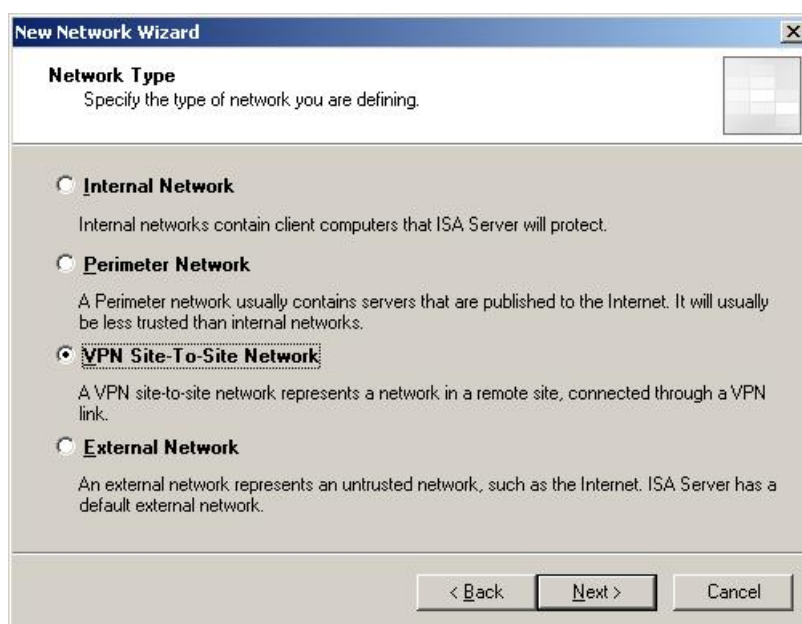 New Network Wizard
Network Type
Specify the type of network you are defining.
Internal Network
Internal networks contain client computers that ISA Server will protect.
Perimeter Network
A Perimeter network usually contains servers that are published to the Internet. It will usually
be less trusted than internal networks.
VPN Site-To-Site Network
A VPN site-to-site network represents a network in a remote site, connected through a VPN
link.
External Network
An external network represents an untrusted network, such as the Internet. ISA Server has a
default external network.
< Back Next > Cancel